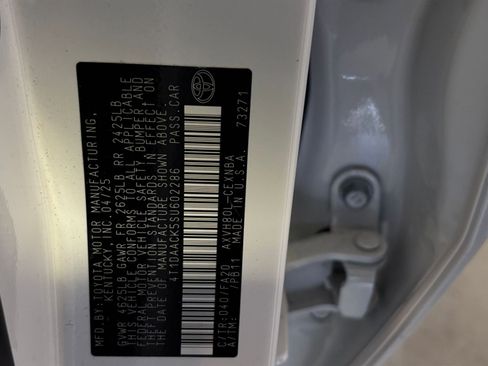 MFD.BY: TOYOTA MOTOR MANUFACTURING,
KENTUCKY, INC. 04/25
GVWR 4625LB GAWR FR 2625LB RR 2425LB
THIS VEHICLE CONFORMS TO ALL APPLICABLE
FEDERAL MOTOR VEHICLE SAFETY, BUMPER, AND
THEFT PREVENTION STANDARDS IN EFFECT ON
THE DATE OF MANUFACTURE SHOWN ABOVE.
4T1DAACK5SU602286 PASS.CAR
C/TR:040/FA20 AXVH80L-CEXNBA
A/TM: /PB11 MADE IN U.S.A. 73271